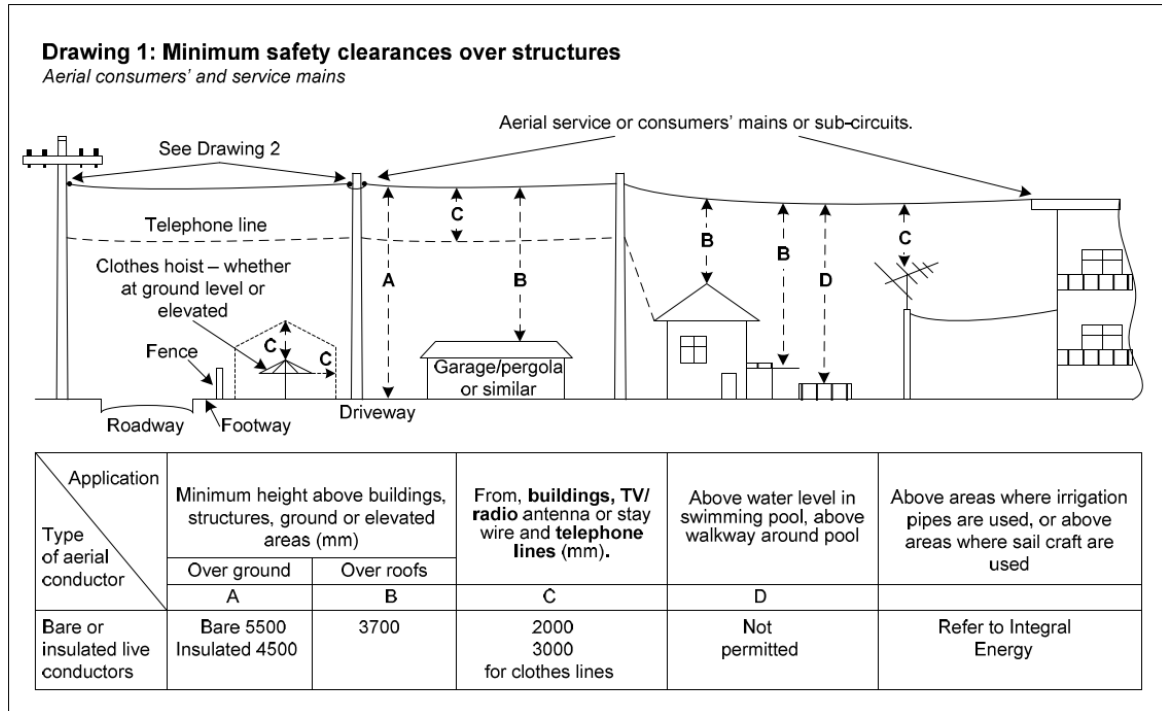 Drawing 1: Minimum safety clearances over structures
Aerial consumers’ and service mains
Aerial service or consumers’ mains or sub-circuits.
See Drawing 2
Telephone line
Clothes hoist – whether
at ground level or
elevated
Fence
C
C
A
C
B
B
B
D
C
Garage/pergola
or similar
Driveway
Roadway
Footway
Application
Type
of aerial
conductor
Minimum height above buildings,
structures, ground or elevated
areas (mm)
Over ground
Over roofs
A
B
From, buildings, TV/
radio antenna or stay
wire and telephone
lines (mm).
C
Above water level in
swimming pool, above
walkway around pool
D
Above areas where irrigation
pipes are used, or above
areas where sail craft are
used
Bare or
insulated live
conductors
Bare 5500
Insulated 4500
3700
2000
3000
for clothes lines
Not
permitted
Refer to Integral
Energy